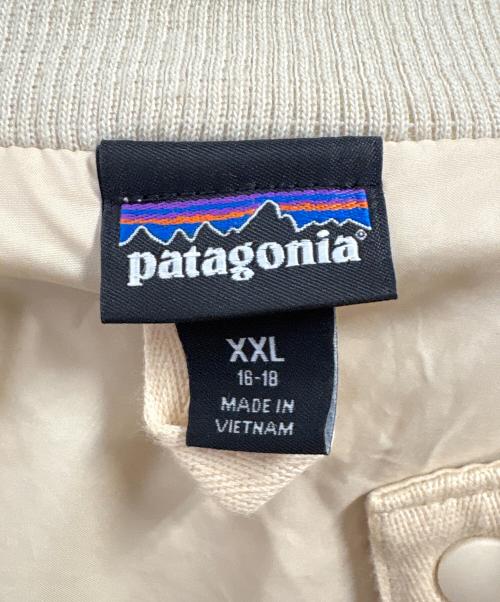 patagonia®
XXL
16-18
MADE IN
VIETNAM